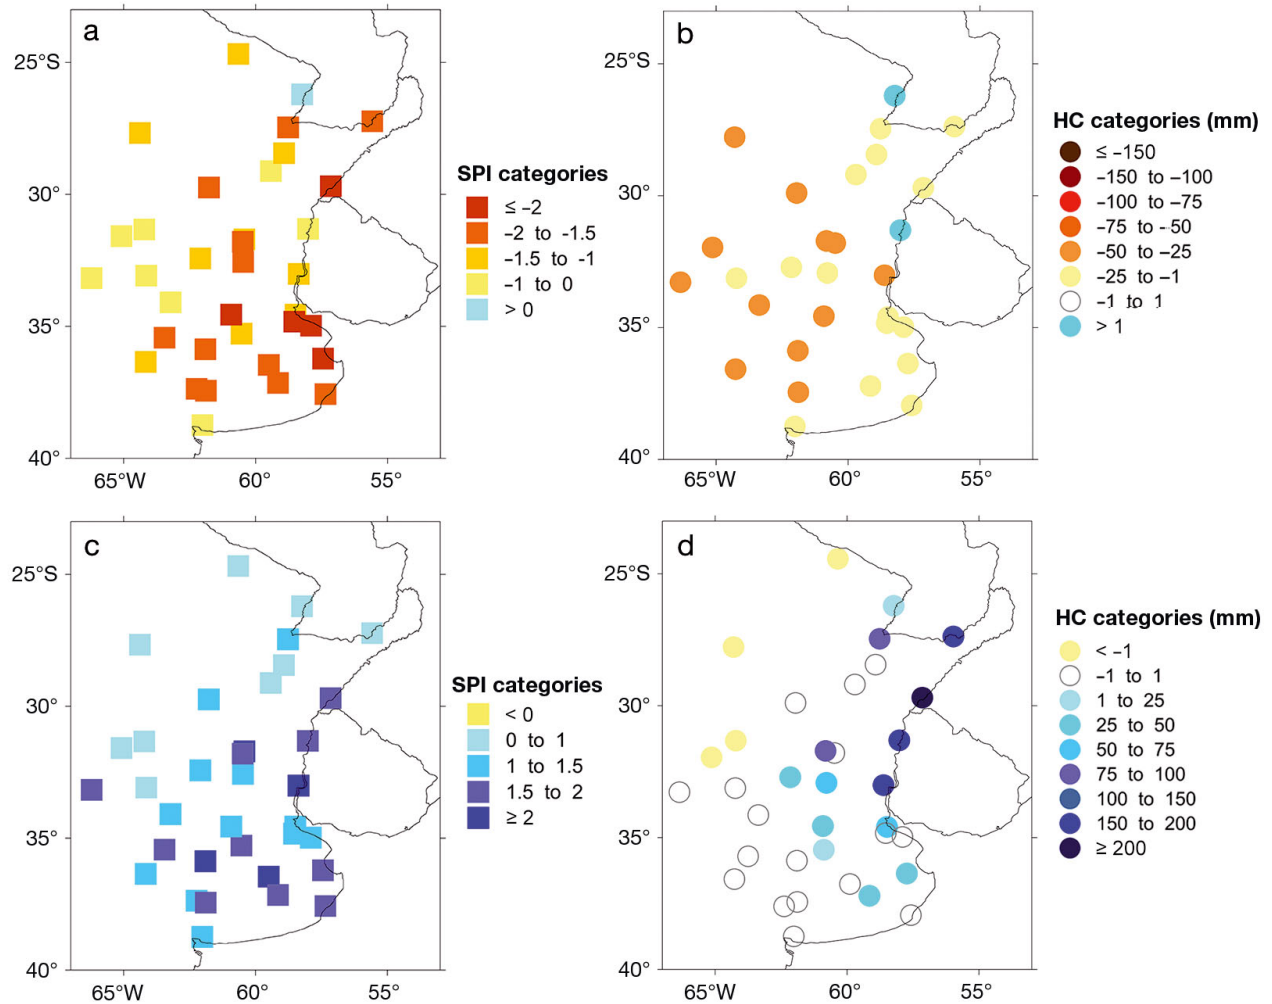 a
25°S
30°
35°
40°
65°W 60° 55°
SPI categories
≤ –2
–2 to -1.5
–1.5 to -1
–1 to 0
> 0
b
25°S
30°
35°
40°
65°W 60° 55°
HC categories (mm)
≤ –150
–150 to –100
–100 to –75
–75 to - 50
–50 to –25
–25 to –1
–1 to 1
> 1
c
25°S
30°
35°
40°
65°W 60° 55°
SPI categories
< 0
0 to 1
1 to 1.5
1.5 to 2
≥ 2
d
25°S
30°
35°
40°
65°W 60° 55°
HC categories (mm)
< –1
–1 to 1
1 to 25
25 to 50
50 to 75
75 to 100
100 to 150
150 to 200
≥ 200